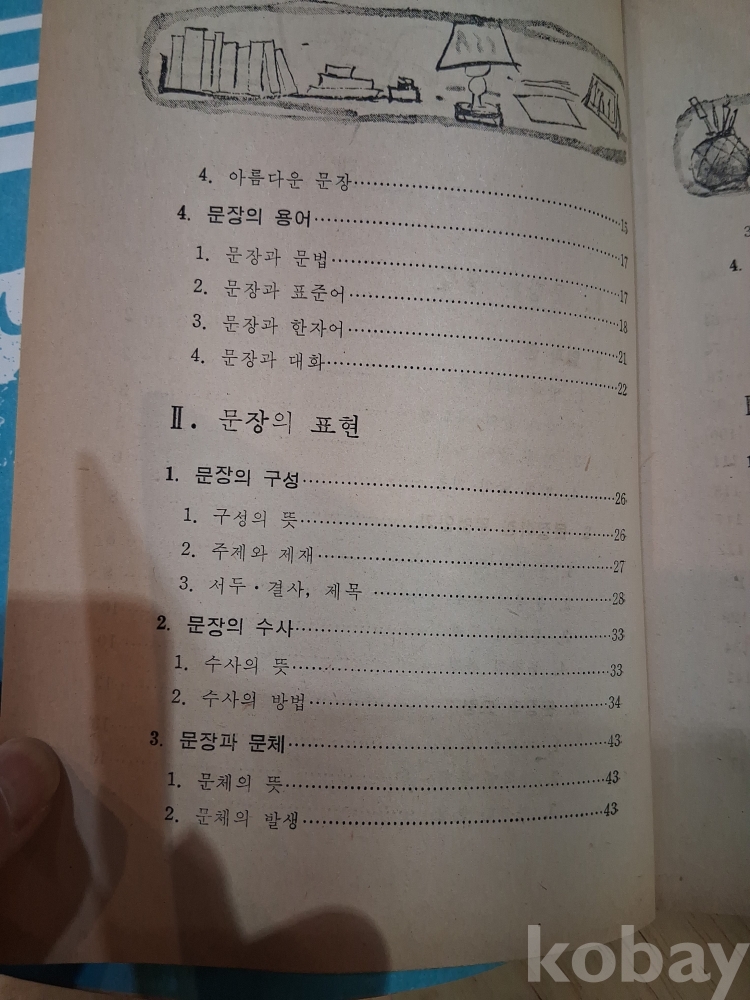 4. 아름다운 문장……15
4. 문장의 용어……17
1. 문장과 문법……17
2. 문장과 표준어……18
3. 문장과 한자어……21
4. 문장과 대화……22
Ⅱ. 문장의 표현
1. 문장의 구성……26
1. 구성의 뜻……26
2. 주제와 제재……27
3. 서두·결사, 제목……28
2. 문장의 수사……33
1. 수사의 뜻……33
2. 수사의 방법……34
3. 문장과 문체……43
1. 문체의 뜻……43
2. 문체의 발생……43
3
4.
kobay